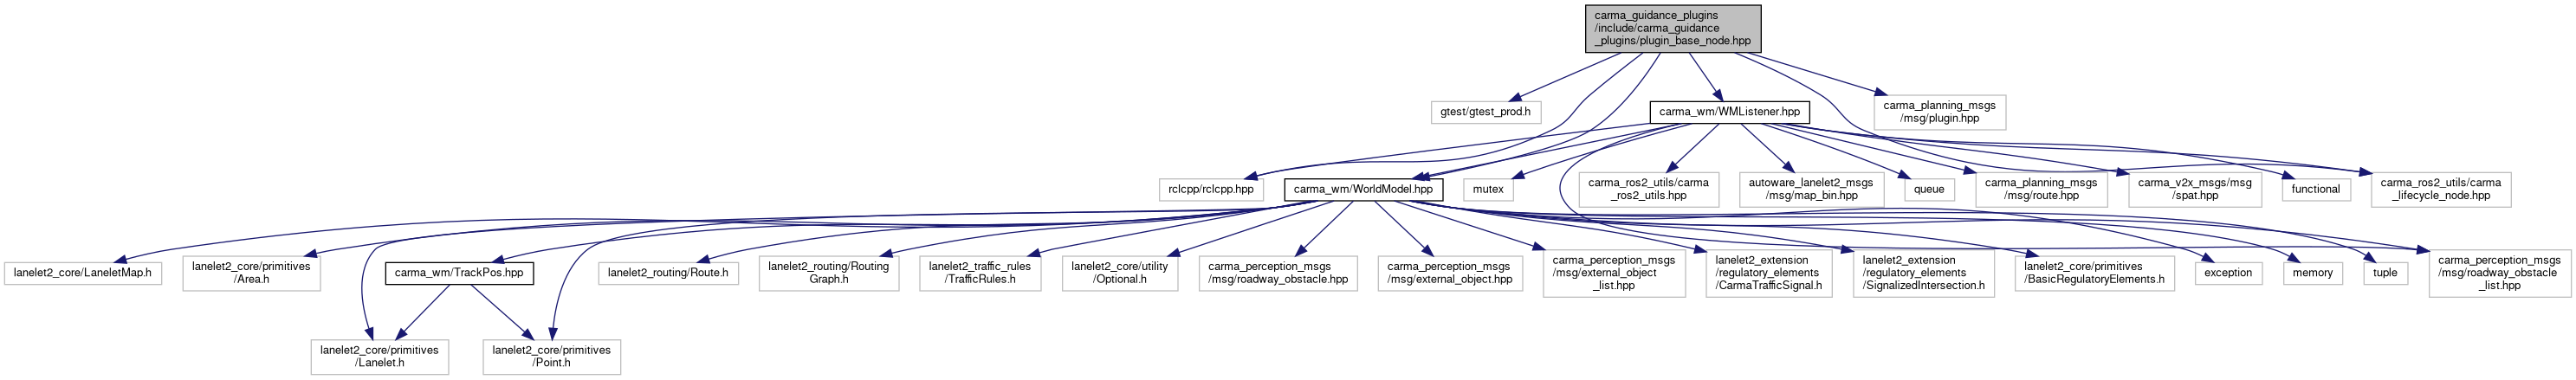 carma_guidance_plugins
/include/carma_guidance
_plugins/plugin_base_node.hpp
gtest/gtest_prod.h
carma_wm/WMListener.hpp
carma_planning_msgs
/msg/plugin.hpp
rclcpp/rclcpp.hpp
carma_wm/WorldModel.hpp
mutex
carma_ros2_utils/carma
_ros2_utils.hpp
autoware_lanelet2_msgs
/msg/map_bin.hpp
queue
carma_planning_msgs
/msg/route.hpp
carma_v2x_msgs/msg
/spat.hpp
functional
carma_ros2_utils/carma
_lifecycle_node.hpp
lanelet2_core/LaneletMap.h
lanelet2_core/primitives
/Area.h
carma_wm/TrackPos.hpp
lanelet2_routing/Route.h
lanelet2_routing/Routing
Graph.h
lanelet2_traffic_rules
/TrafficRules.h
lanelet2_core/utility
/Optional.h
carma_perception_msgs
/msg/roadway_obstacle.hpp
carma_perception_msgs
/msg/external_object.hpp
carma_perception_msgs
/msg/external_object
_list.hpp
lanelet2_extension
/regulatory_elements
/CarmaTrafficSignal.h
lanelet2_extension
/regulatory_elements
/SignalizedIntersection.h
lanelet2_core/primitives
/BasicRegulatoryElements.h
exception
memory
tuple
carma_perception_msgs
/msg/roadway_obstacle
_list.hpp
lanelet2_core/primitives
/Lanelet.h
lanelet2_core/primitives
/Point.h